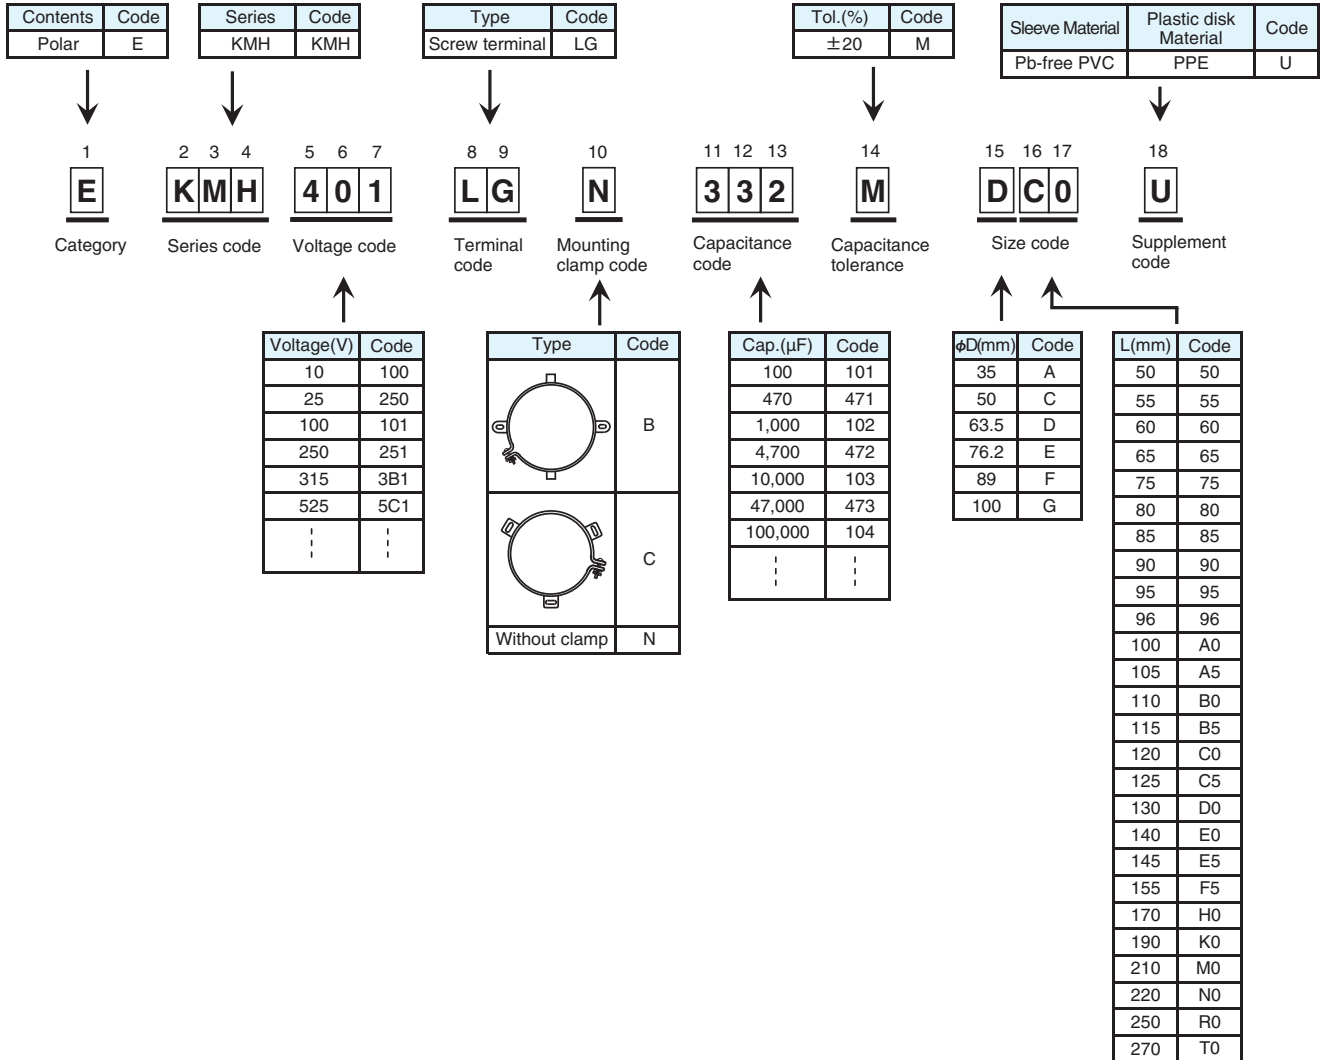 Contents Code
Polar E
Series Code
KMH KMH
Type Code
Screw terminal LG
Tol.(%) Code
±20 M
Sleeve Material Plastic disk Material Code
Pb-free PVC PPE U
1 2 3 4 5 6 7 8 9 10 11 12 13 14 15 16 17 18
E KMH 401 LG N 332 M DC0 U
Category
Series code
Voltage code
Terminal
code
Mounting
clamp code
Capacitance
code
Capacitance
tolerance
Size code
Supplement
code
Voltage(V) Code
10 100
25 250
100 101
250 251
315 3B1
525 5C1
Type Code
B
C
Without clamp N
Cap.(µF) Code
100 101
470 471
1,000 102
4,700 472
10,000 103
47,000 473
100,000 104
φD(mm) Code
35 A
50 C
63.5 D
76.2 E
89 F
100 G
L(mm) Code
50 50
55 55
60 60
65 65
75 75
80 80
85 85
90 90
95 95
96 96
100 A0
105 A5
110 B0
115 B5
120 C0
125 C5
130 D0
140 E0
145 E5
155 F5
170 H0
190 K0
210 M0
220 N0
250 R0
270 T0